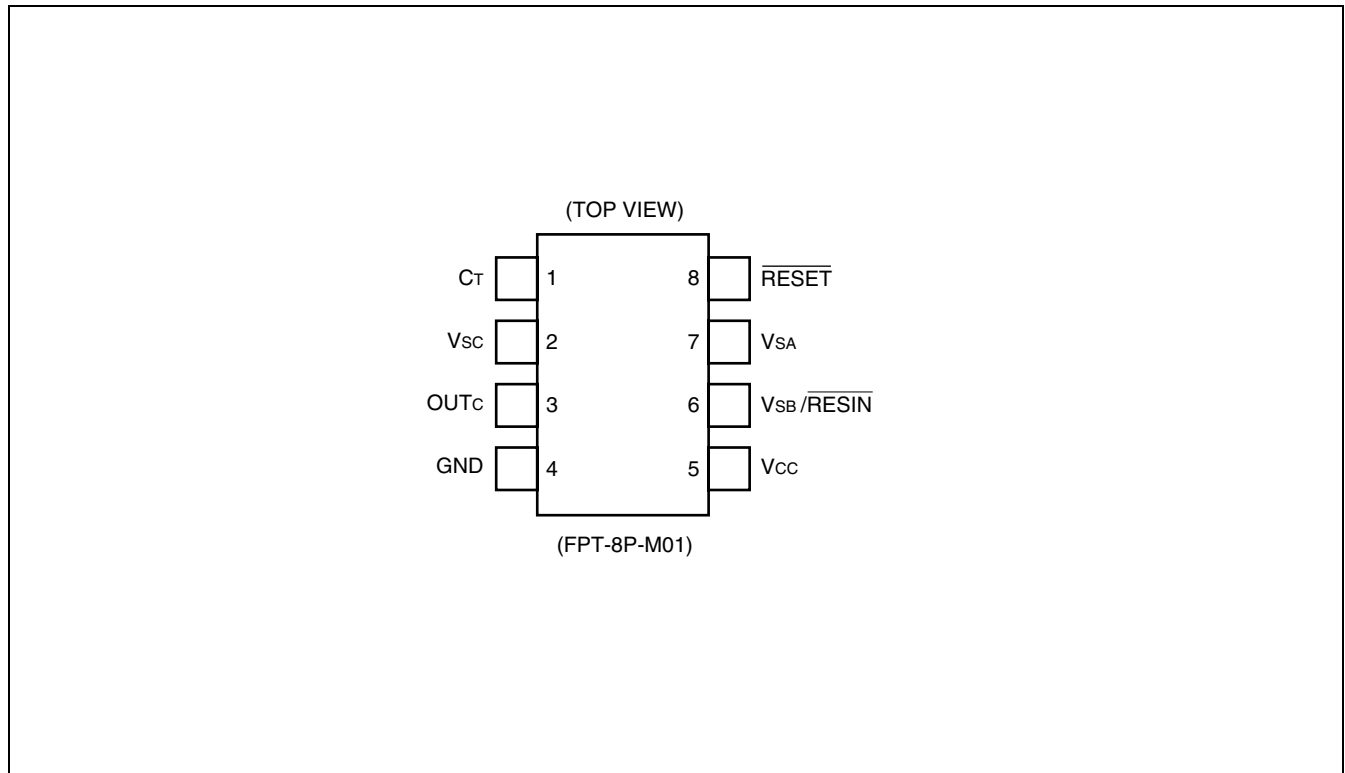 (TOP VIEW)
CT 1 8 RESET
VSC 2 7 VSA
OUTC 3 6 VSB/RESIN
GND 4 5 VCC
(FPT-8P-M01)